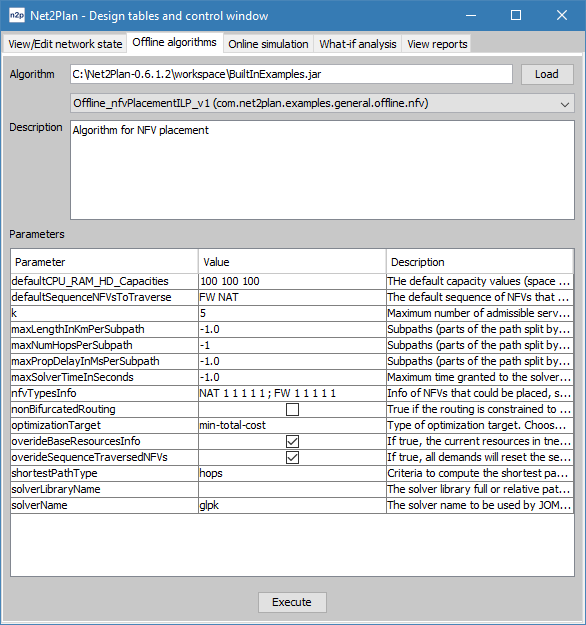 n2p Net2Plan - Design tables and control window
View/Edit network state Offline algorithms Online simulation What-if analysis View reports
Algorithm C:\Net2Plan-0.6.1.2\workspace\BuiltInExamples.jar Load
Offline_nfvPlacementILP_v1 (com.net2plan.examples.general.offline.nfv)
Description Algorithm for NFV placement
Parameters
Parameter Value Description
defaultCPU_RAM_HD_Capacities 100 100 100 THe default capacity values (space ...
defaultSequenceNFVsToTraverse FW NAT The default sequence of NFVs that ...
k 5 Maximum number of admissible serv...
maxLengthInKmPerSubpath -1.0 Subpaths (parts of the path split by...
maxNumHopsPerSubpath -1 Subpaths (parts of the path split by...
maxPropDelayInMsPerSubpath -1.0 Subpaths (parts of the path split by...
maxSolverTimeInSeconds -1.0 Maximum time granted to the solver...
nfvTypesInfo NAT 1 1 1 1 1 ; FW 1 1 1 1 1 Info of NFVs that could be placed, s...
nonBifurcatedRouting True if the routing is constrained to ...
optimizationTarget min-total-cost Type of optimization target. Choos...
overideBaseResourcesInfo If true, the current resources in tne...
overideSequenceTraversedNFVs If true, all demands will reset the se...
shortestPathType hops Criteria to compute the shortest pa...
solverLibraryName The solver library full or relative pat...
solverName glpk The solver name to be used by JOM...
Execute